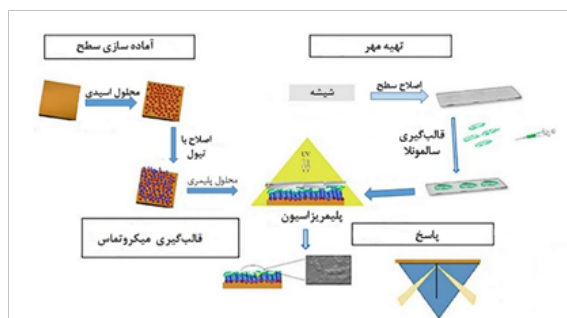 آماده سازی سطح
تهیه مهر
محلول اسیدی
شیشه
اصلاح سطح
اصلاح با
تیول
قالب‌گیری
سالمونلا
UV
محلول پلیمری
پلیمریزاسیون
قالب‌گیری میکروتماس
پاسخ